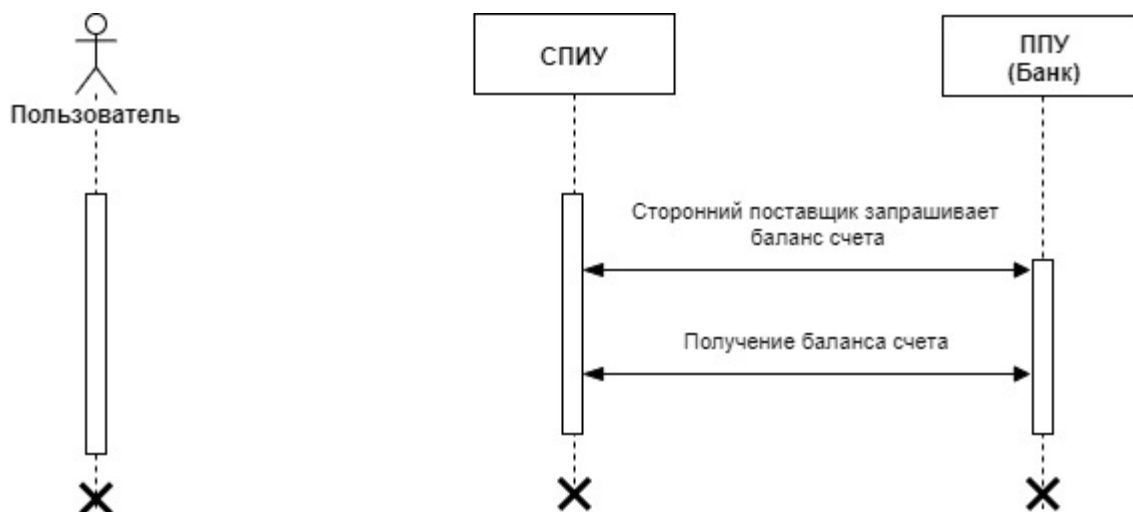 Пользователь
СПИУ
ППУ
(Банк)
Сторонний поставщик запрашивает
баланс счета
Получение баланса счета